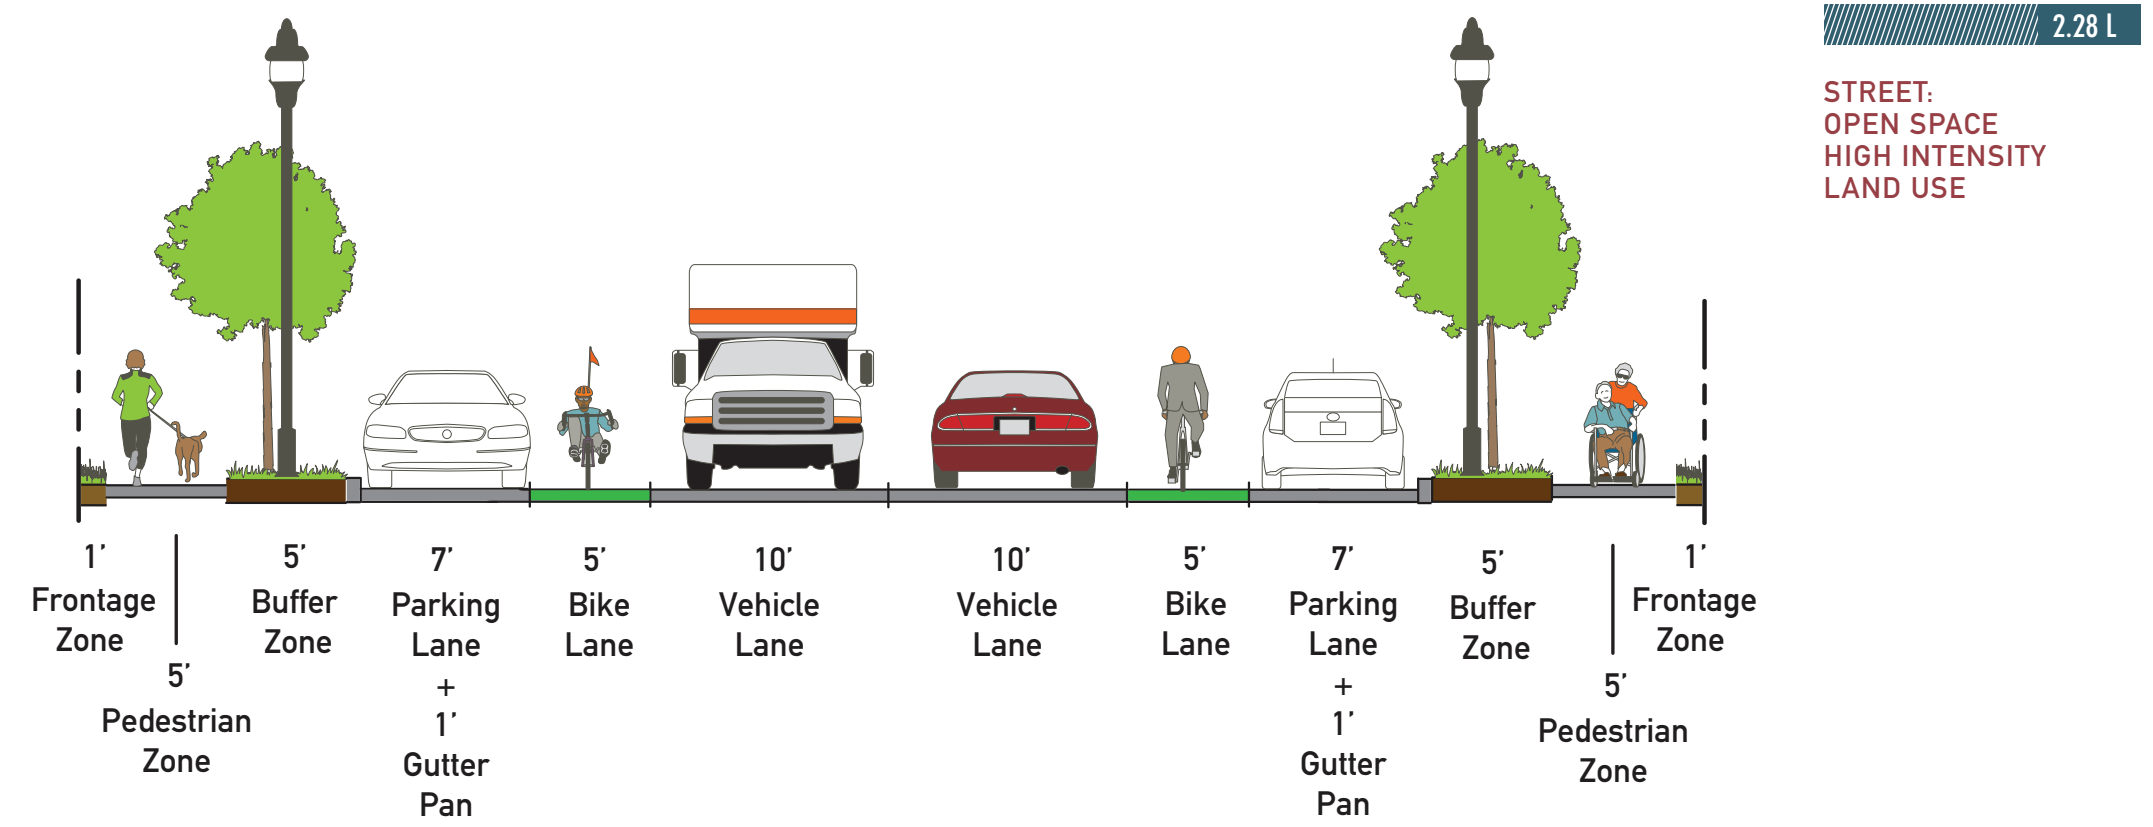 2.28 L
STREET:
OPEN SPACE
HIGH INTENSITY
LAND USE
1’
Frontage
Zone
5’
Pedestrian
Zone
5’
Buffer
Zone
7’
Parking
Lane
+
1’
Gutter
Pan
5’
Bike
Lane
10’
Vehicle
Lane
10’
Vehicle
Lane
5’
Bike
Lane
7’
Parking
Lane
+
1’
Gutter
Pan
5’
Buffer
Zone
5’
Pedestrian
Zone
1’
Frontage
Zone